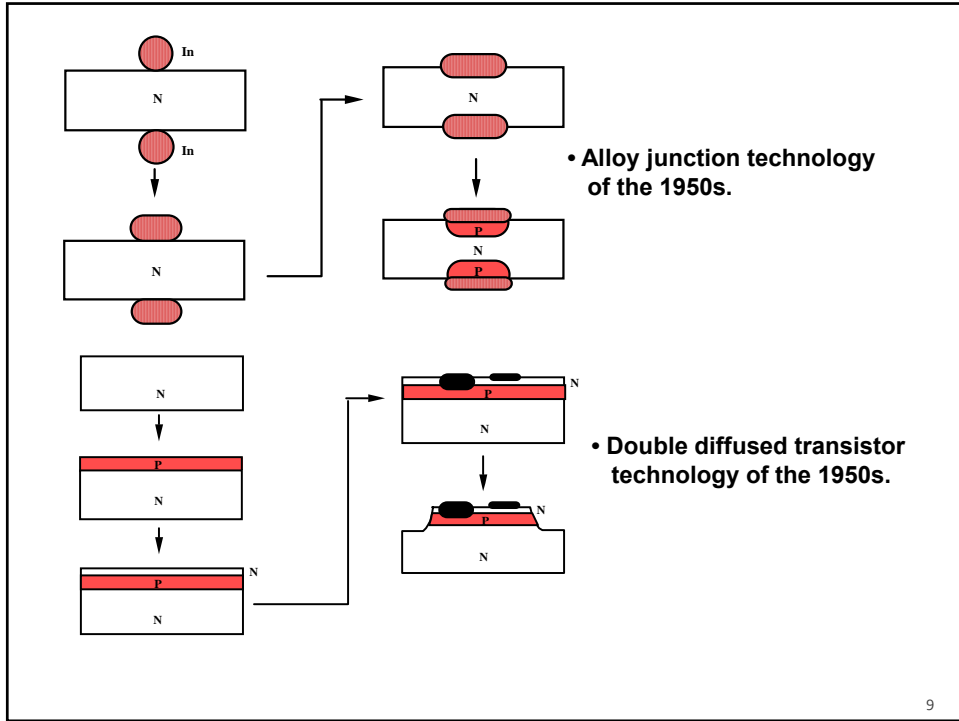 In
N
In
N
N
P
N
P
• Alloy junction technology
of the 1950s.
N
P
N
N
P
N
N
P
N
N
P
N
• Double diffused transistor
technology of the 1950s.
9